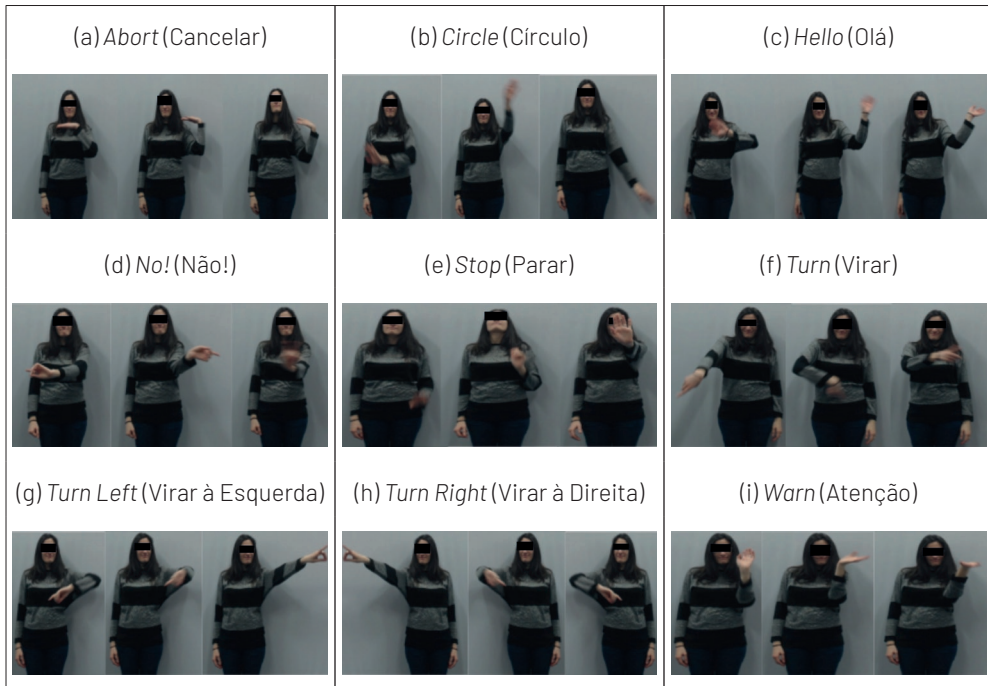 (a) Abort (Cancelar)
(b) Circle (Círculo)
(c) Hello (Olá)
(d) No! (Não!)
(e) Stop (Parar)
(f) Turn (Virar)
(g) Turn Left (Virar à Esquerda)
(h) Turn Right (Virar à Direita)
(i) Warn (Atenção)